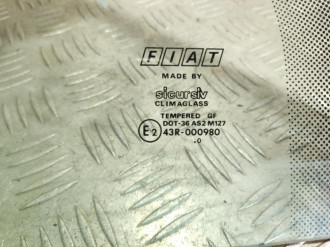 FIAT
MADE BY
sicursiv
CLIMAGLASS
TEMPERED GF
DOT-36 AS2 M127
E2 43R-000980
.0